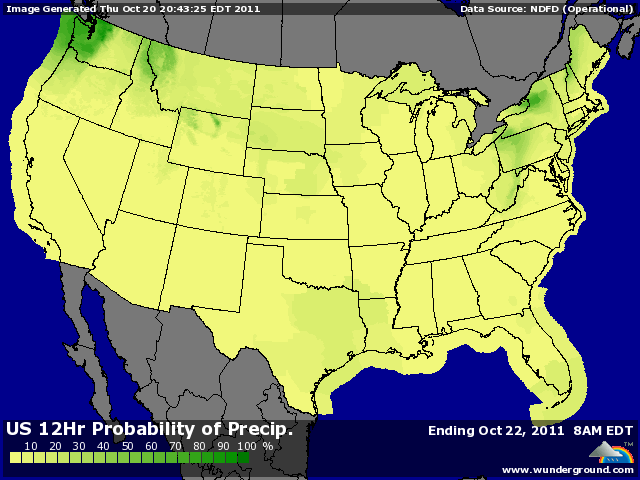 Image Generated Thu Oct 20 20:43:25 EDT 2011 Data Source: NDFD (Operational)
US 12Hr Probability of Precip. Ending Oct 22, 2011 8AM EDT
10 20 30 40 50 60 70 80 90 100 %
TM
www.wunderground.com